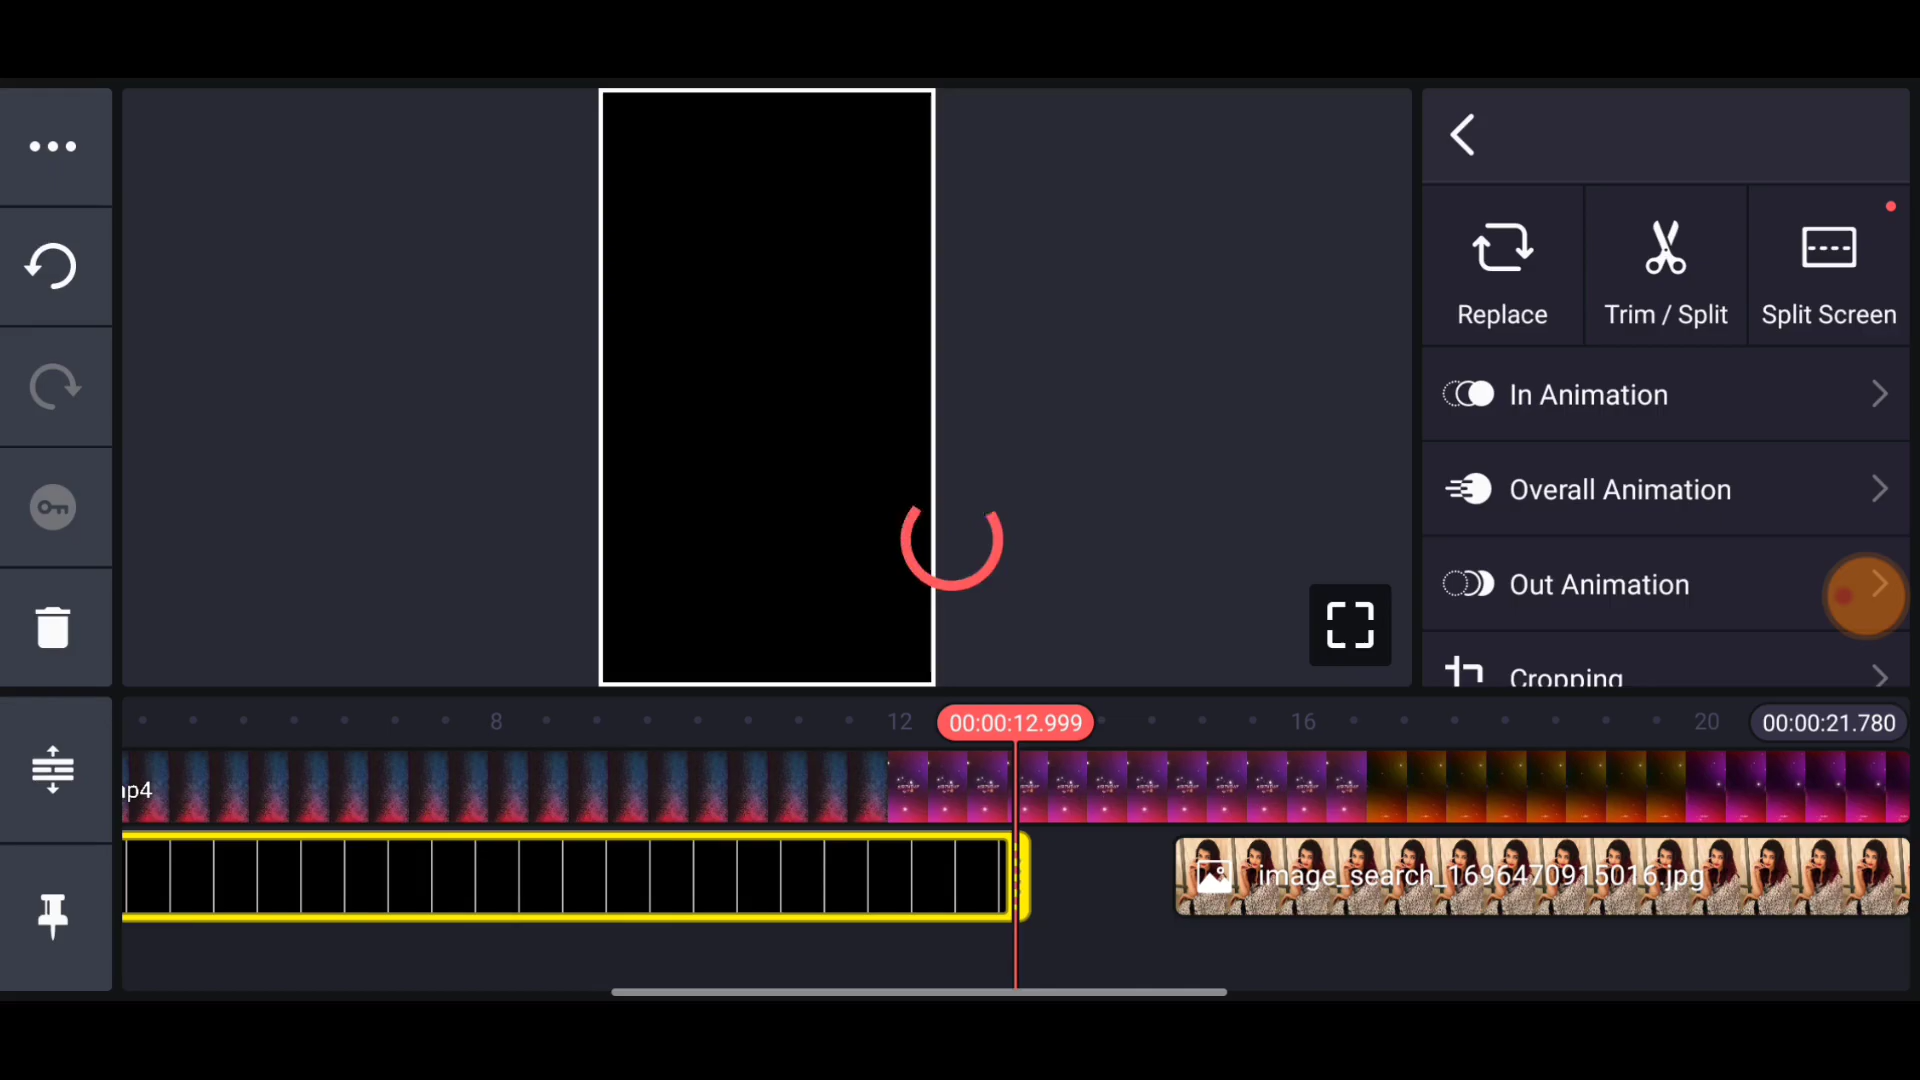 Replace
Trim / Split
Split Screen
In Animation
Overall Animation
Out Animation
Cropping
8
12
00:00:12.999
16
20
00:00:21.780
mp4
image_search_1696470915016.jpg